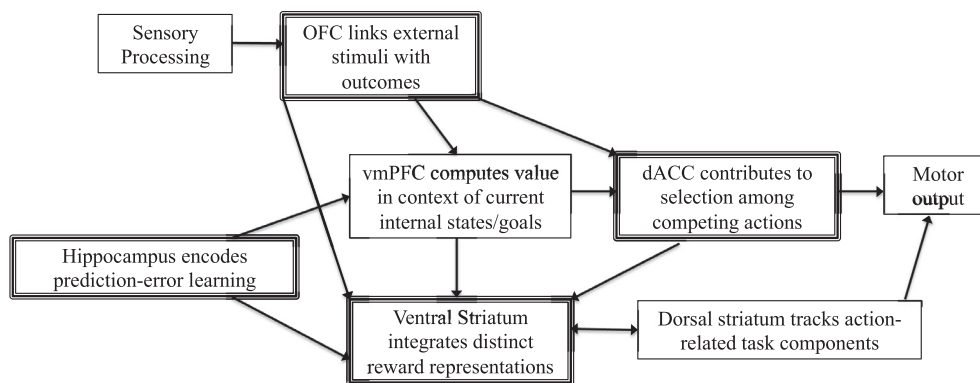 Sensory
Processing
OFC links external
stimuli with
outcomes
vmPFC computes value
in context of current
internal states/goals
dACC contributes to
selection among
competing actions
Motor
output
Hippocampus encodes
prediction-error learning
Ventral Striatum
integrates distinct
reward representations
Dorsal striatum tracks action-
related task components